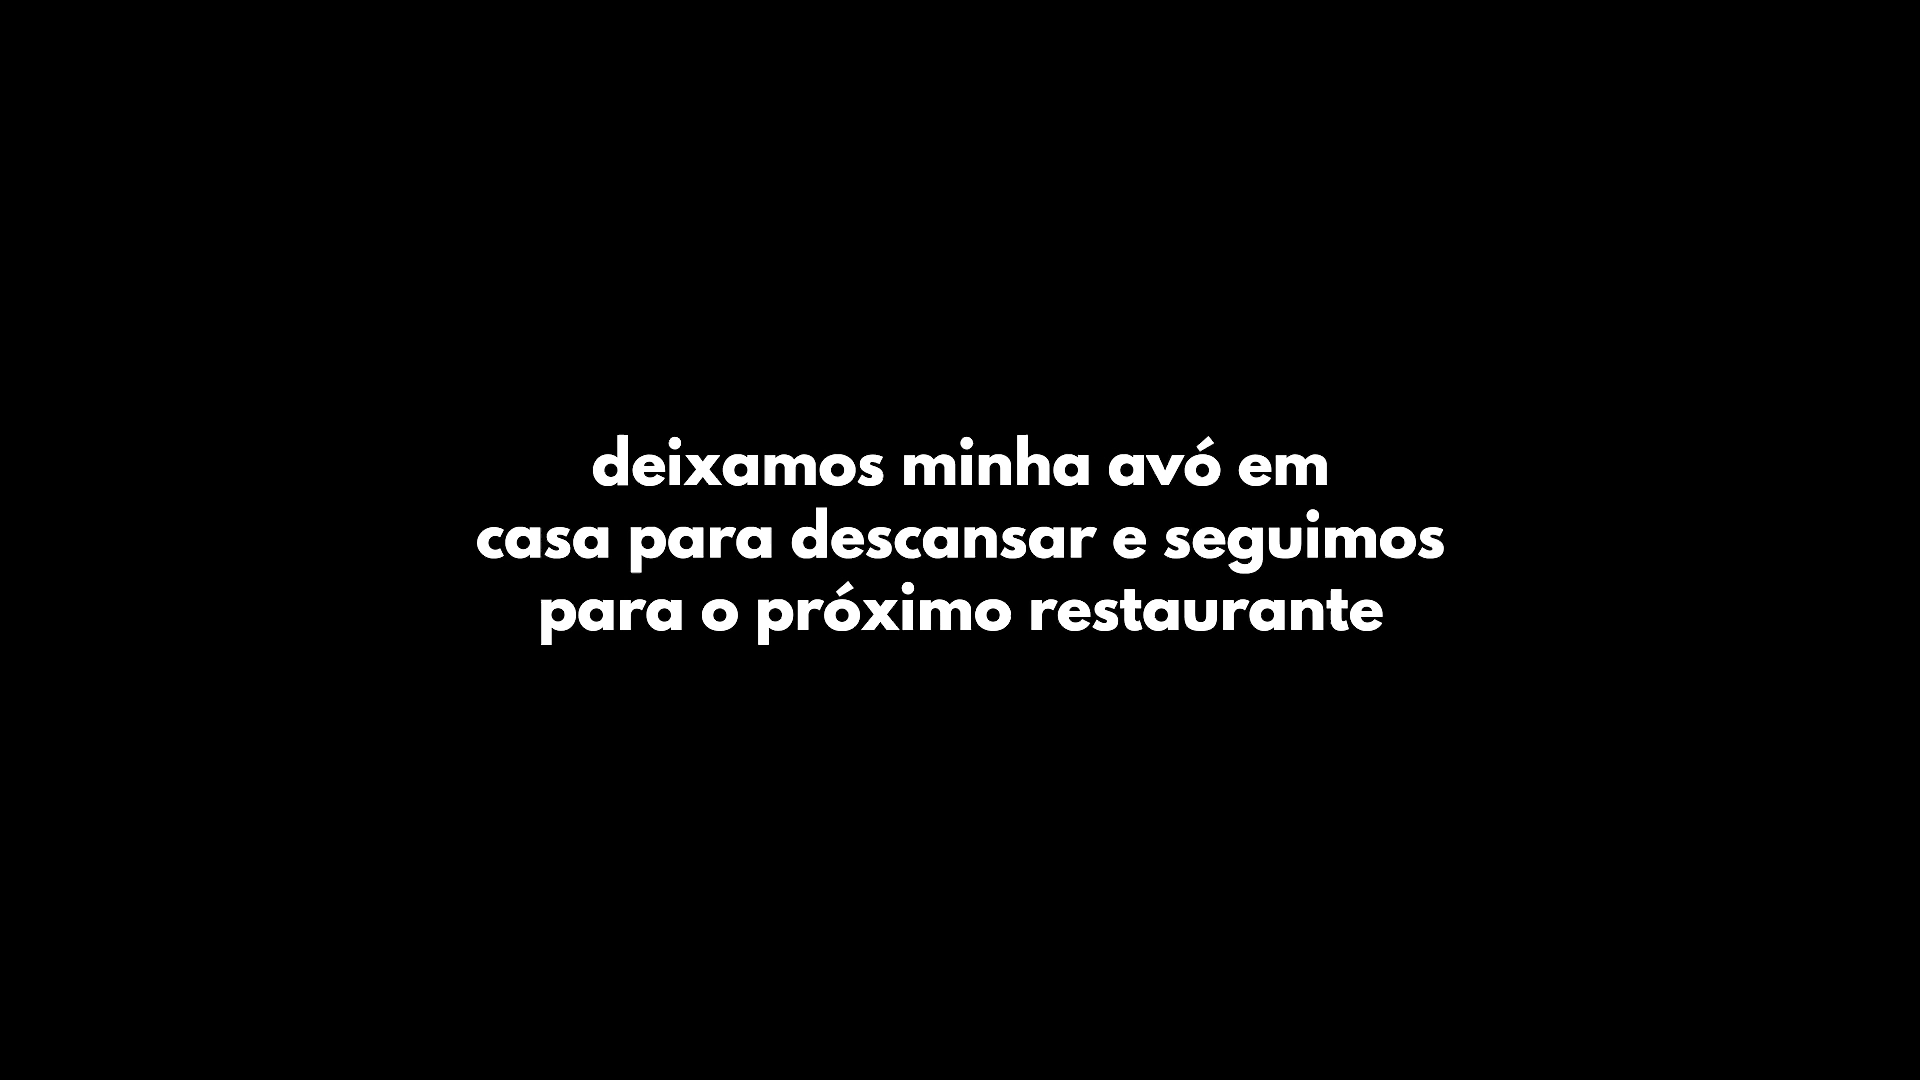 deixamos minha avó em
casa para descansar e seguimos
para o próximo restaurante